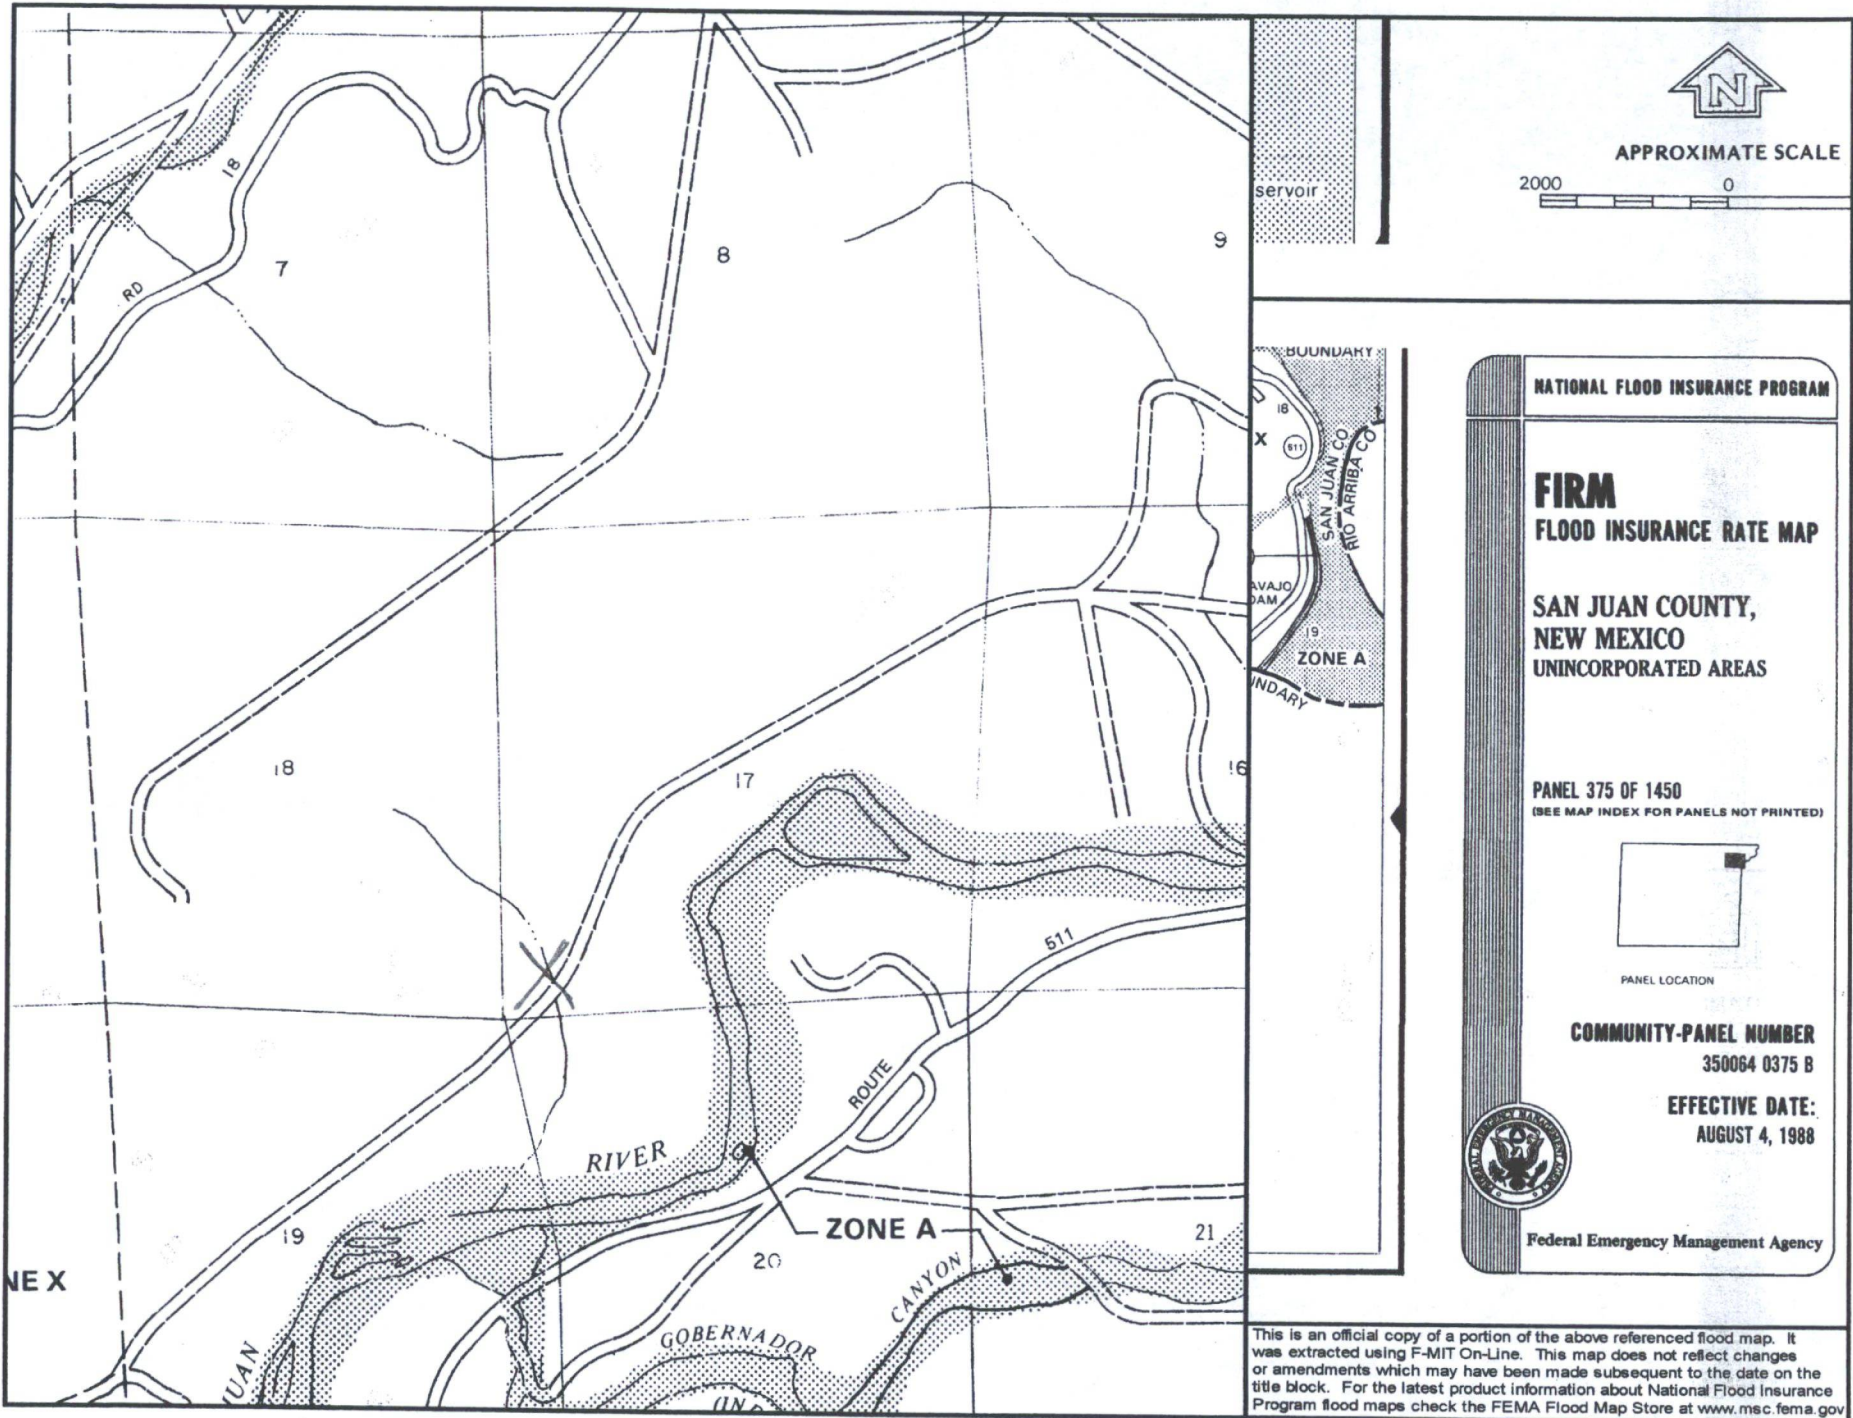 18
RD
7
8
9
18
17
16
511
ROUTE
RIVER
19
20
21
ZONE A
CANYON
GOBERNADOR
NE X
JUAN
servoir
N
APPROXIMATE SCALE
2000 0
BOUNDARY
18
X
511
SAN JUAN CO
RIO ARRIBA CO
AVAJO
DAM
19
ZONE A
UNDARY
NATIONAL FLOOD INSURANCE PROGRAM
FIRM
FLOOD INSURANCE RATE MAP
SAN JUAN COUNTY,
NEW MEXICO
UNINCORPORATED AREAS
PANEL 375 OF 1450
(SEE MAP INDEX FOR PANELS NOT PRINTED)
PANEL LOCATION
COMMUNITY-PANEL NUMBER
350064 0375 B
EFFECTIVE DATE:
AUGUST 4, 1988
Federal Emergency Management Agency
This is an official copy of a portion of the above referenced flood map. It
was extracted using F-MIT On-Line. This map does not reflect changes
or amendments which may have been made subsequent to the date on the
title block. For the latest product information about National Flood Insurance
Program flood maps check the FEMA Flood Map Store at www.msc.fema.gov